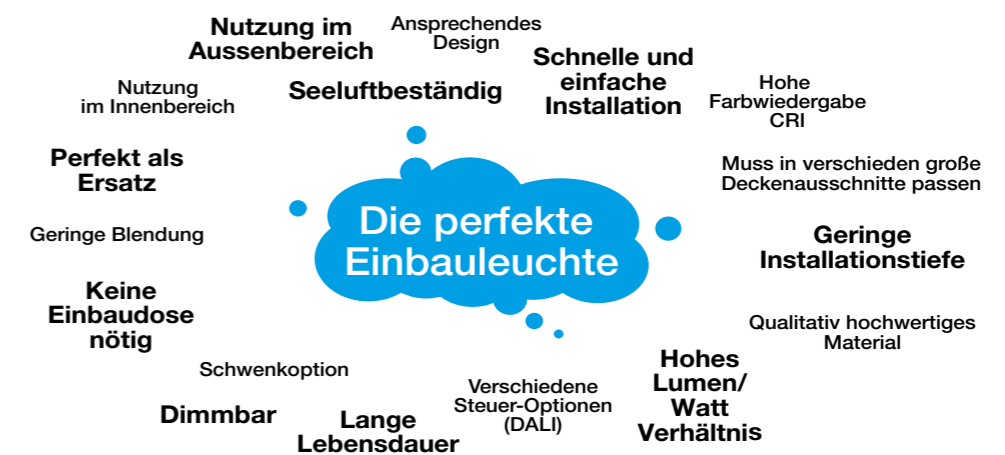 Nutzung im
Aussenbereich
Ansprechendes
Design
Schnelle und
einfache
Installation
Nutzung
im Innenbereich
Seeluftbeständig
Hohe
Farbwiedergabe
CRI
Perfekt als
Ersatz
Muss in verschieden große
Deckenausschnitte passen
Die perfekte
Einbauleuchte
Geringe Blendung
Geringe
Installationstiefe
Keine
Einbaudose
nötig
Qualitativ hochwertiges
Material
Schwenkoption
Hohes
Lumen/
Watt
Verhältnis
Dimmbar
Lange
Lebensdauer
Verschiedene
Steuer-Optionen
(DALI)